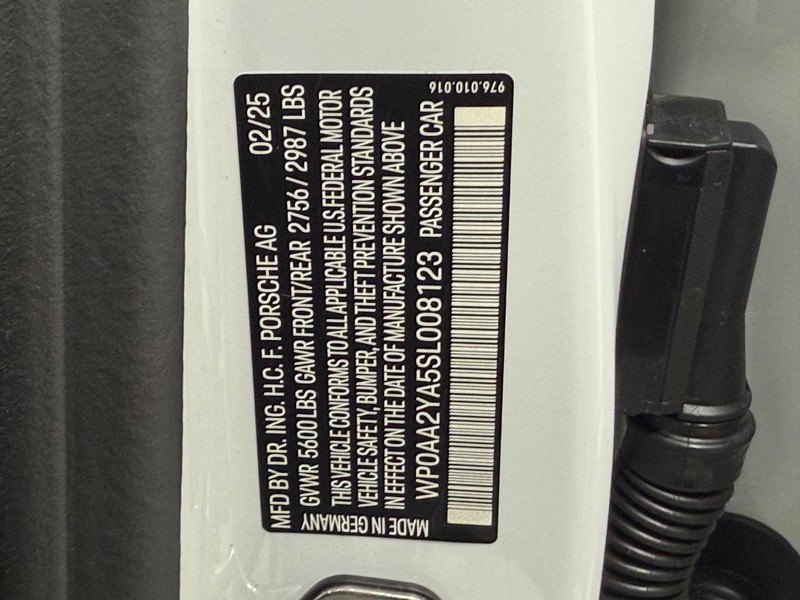 MFD BY DR. ING. H.C. F. PORSCHE AG 02/25
GVWR 5600 LBS GAWR FRONT/REAR 2756 / 2987 LBS
THIS VEHICLE CONFORMS TO ALL APPLICABLE U.S. FEDERAL MOTOR
VEHICLE SAFETY, BUMPER, AND THEFT PREVENTION STANDARDS
IN EFFECT ON THE DATE OF MANUFACTURE SHOWN ABOVE
WP0AA2YA5SL008123 PASSENGER CAR
MADE IN GERMANY
976.010.016